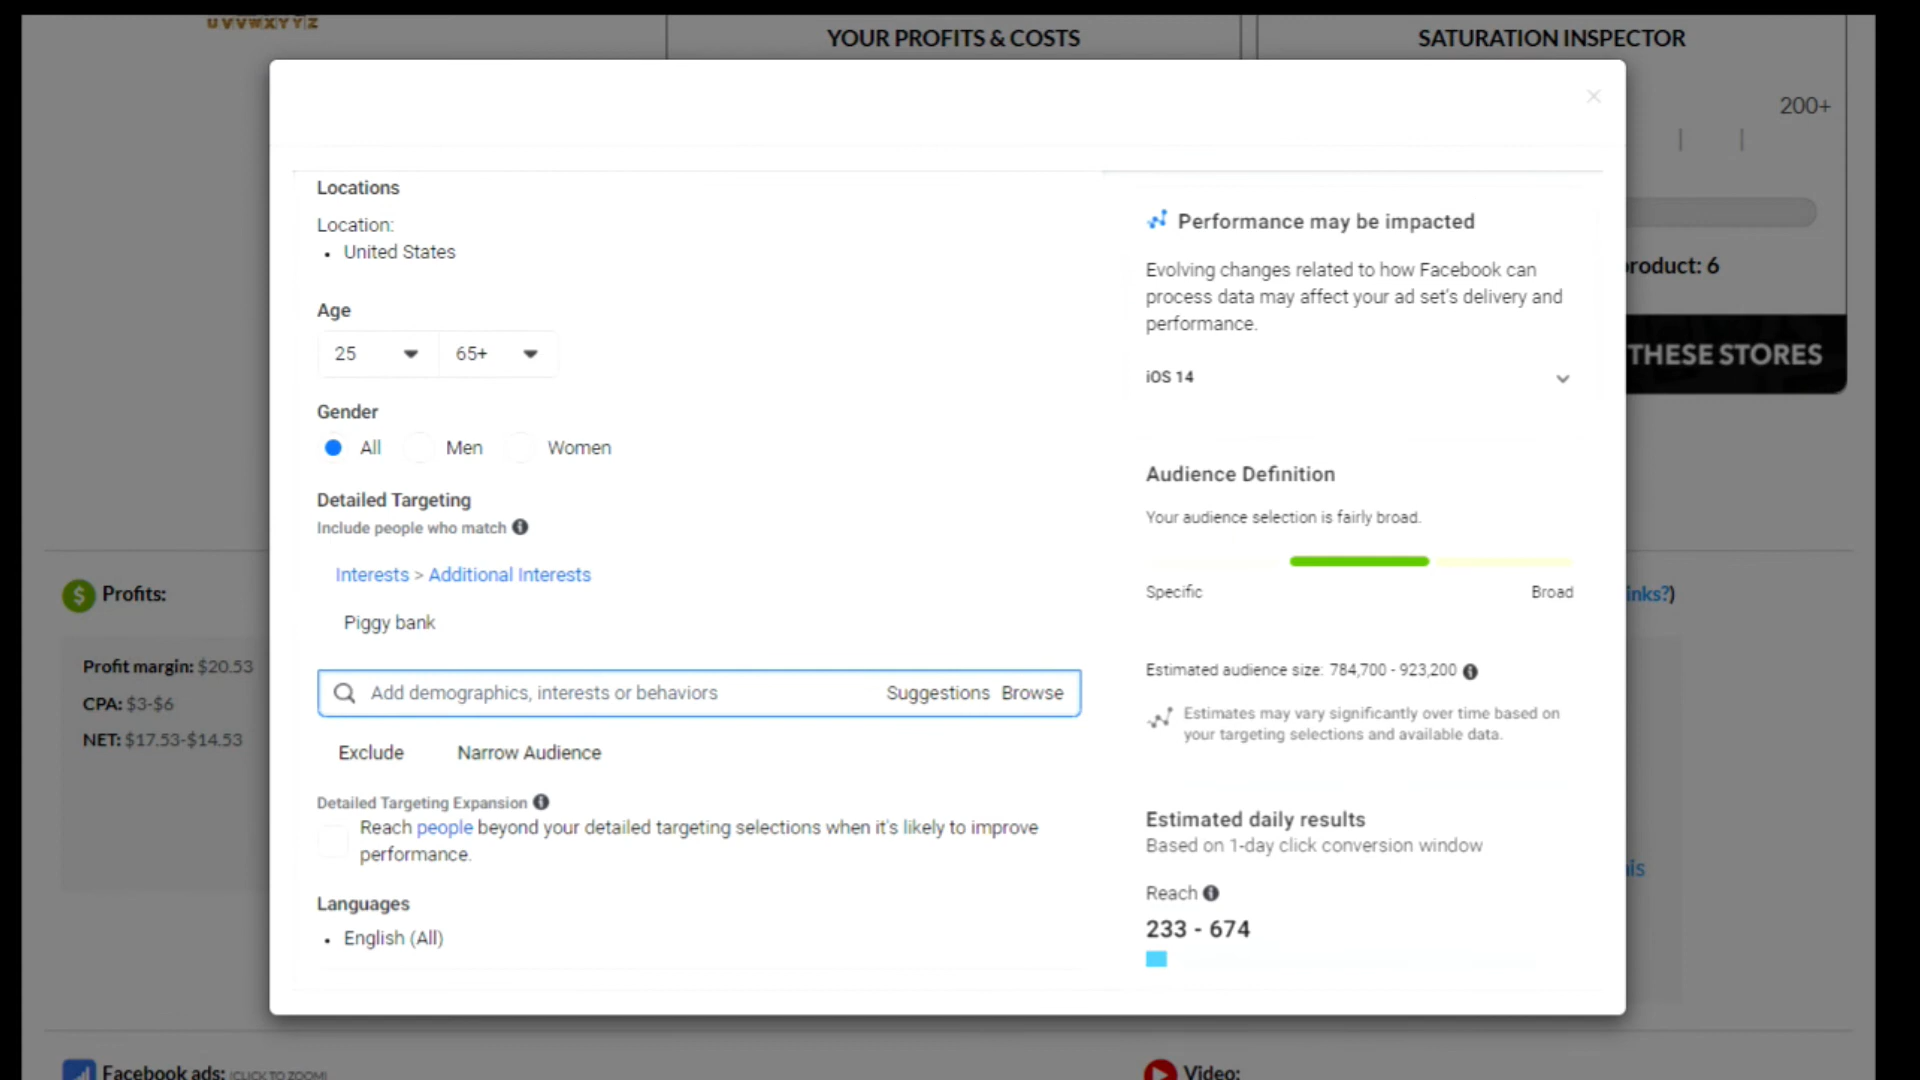 YOUR PROFITS & COSTS
SATURATION INSPECTOR
200+
Locations
Location:
United States
Age
25
65+
Gender
All
Men
Women
Detailed Targeting
Include people who match
Interests > Additional Interests
Piggy bank
Add demographics, interests or behaviors
Suggestions
Browse
Exclude
Narrow Audience
Detailed Targeting Expansion
Reach people beyond your detailed targeting selections when it's likely to improve
performance.
Languages
English (All)
Performance may be impacted
Evolving changes related to how Facebook can
process data may affect your ad set's delivery and
performance.
iOS 14
Audience Definition
Your audience selection is fairly broad.
Specific
Broad
Estimated audience size: 784,700 - 923,200
Estimates may vary significantly over time based on
your targeting selections and available data.
Estimated daily results
Based on 1-day click conversion window
Reach
233 - 674
roduct: 6
THESE STORES
Profits:
Profit margin: $20.53
CPA: $3-$6
NET: $17.53-$14.53
inks?)
Facebook ads: (CLICK TO ZOOM)
Video: